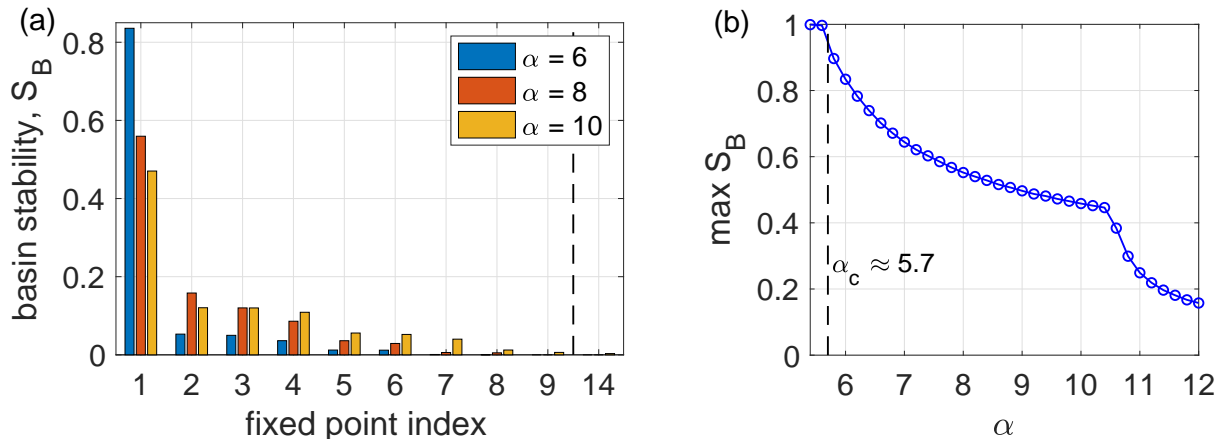 (a)
basin stability, S_B
0.8
0.6
0.4
0.2
0
α = 6
α = 8
α = 10
1 2 3 4 5 6 7 8 9 14
fixed point index
(b)
max S_B
1
0.8
0.6
0.4
0.2
0
α_c ≈ 5.7
6 7 8 9 10 11 12
α